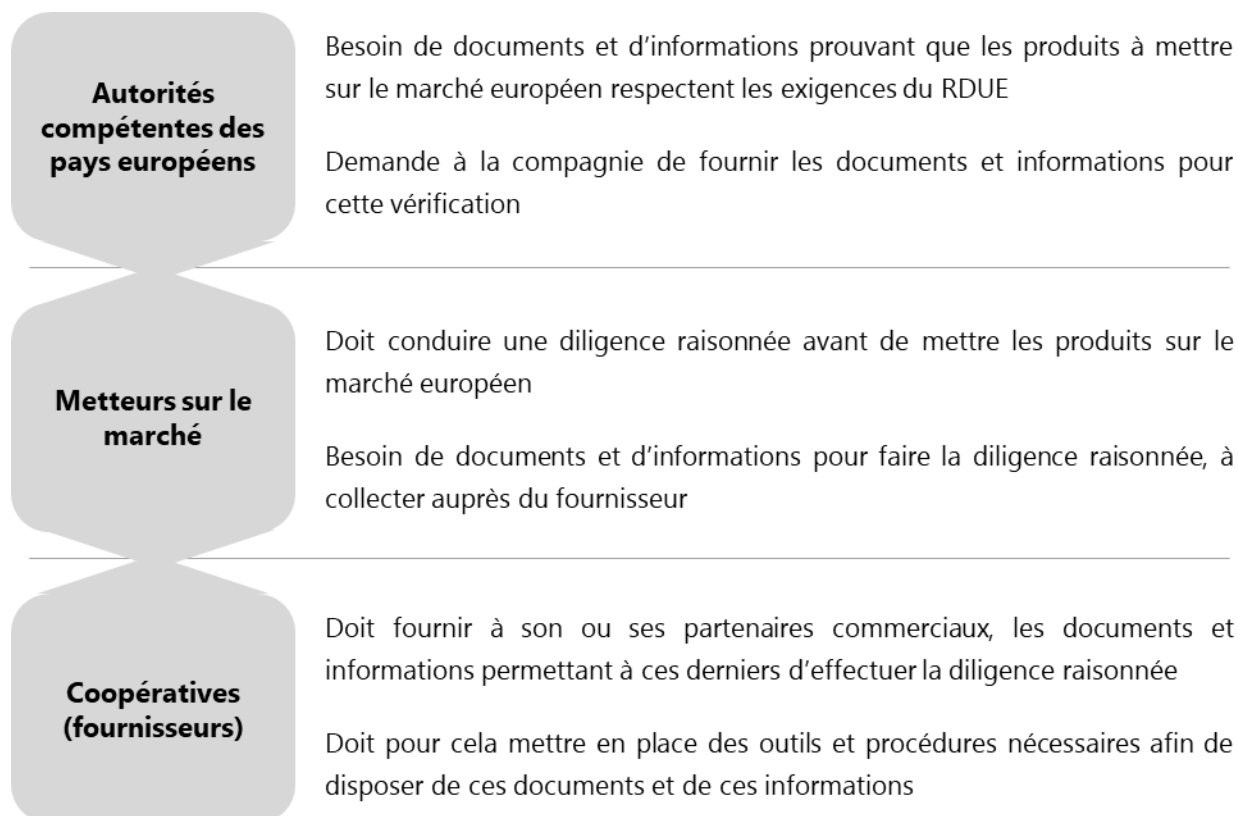 Autorités
compétentes des
pays européens
Besoin de documents et d’informations prouvant que les produits à mettre
sur le marché européen respectent les exigences du RDUE
Demande à la compagnie de fournir les documents et informations pour
cette vérification
Metteurs sur le
marché
Doit conduire une diligence raisonnée avant de mettre les produits sur le
marché européen
Besoin de documents et d’informations pour faire la diligence raisonnée, à
collecter auprès du fournisseur
Coopératives
(fournisseurs)
Doit fournir à son ou ses partenaires commerciaux, les documents et
informations permettant à ces derniers d’effectuer la diligence raisonnée
Doit pour cela mettre en place des outils et procédures nécessaires afin de
disposer de ces documents et de ces informations